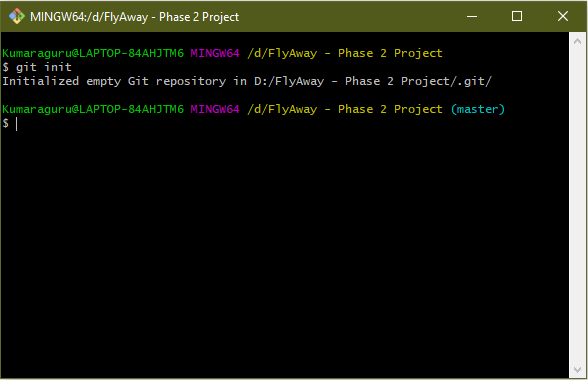 MINGW64:/d/FlyAway - Phase 2 Project
Kumaraguru@LAPTOP-84AHJTM6 MINGW64 /d/FlyAway - Phase 2 Project
$ git init
Initialized empty Git repository in D:/FlyAway - Phase 2 Project/.git/
Kumaraguru@LAPTOP-84AHJTM6 MINGW64 /d/FlyAway - Phase 2 Project (master)
$